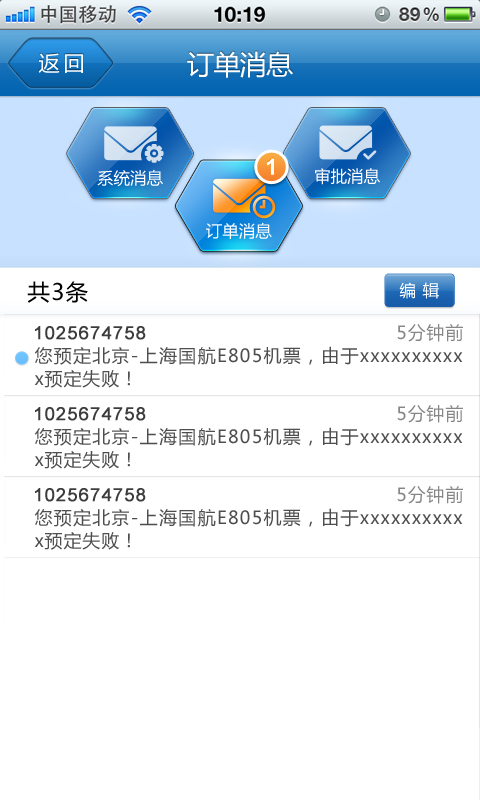 中国移动 10:19 89%
返回 订单消息
系统消息
审批消息
1
订单消息
共3条 编辑
1025674758 5分钟前
您预定北京-上海国航E805机票，由于xxxxxxxxxx
x预定失败！
1025674758 5分钟前
您预定北京-上海国航E805机票，由于xxxxxxxxxx
x预定失败！
1025674758 5分钟前
您预定北京-上海国航E805机票，由于xxxxxxxxxx
x预定失败！